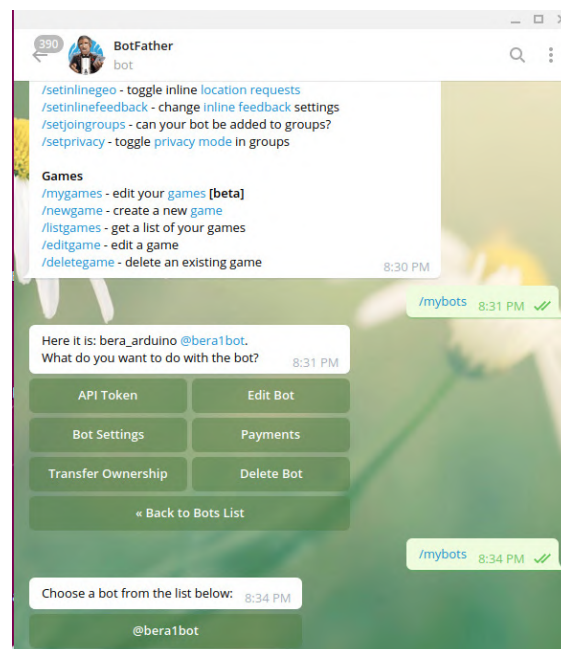 390
BotFather
bot
/setinlinegeo - toggle inline location requests
/setinlinefeedback - change inline feedback settings
/setjoingroups - can your bot be added to groups?
/setprivacy - toggle privacy mode in groups
Games
/mygames - edit your games [beta]
/newgame - create a new game
/listgames - get a list of your games
/editgame - edit a game
/deletegame - delete an existing game
8:30 PM
/mybots 8:31 PM
Here it is: bera_arduino @bera1bot.
What do you want to do with the bot? 8:31 PM
API Token Edit Bot
Bot Settings Payments
Transfer Ownership Delete Bot
« Back to Bots List
/mybots 8:34 PM
Choose a bot from the list below: 8:34 PM
@bera1bot